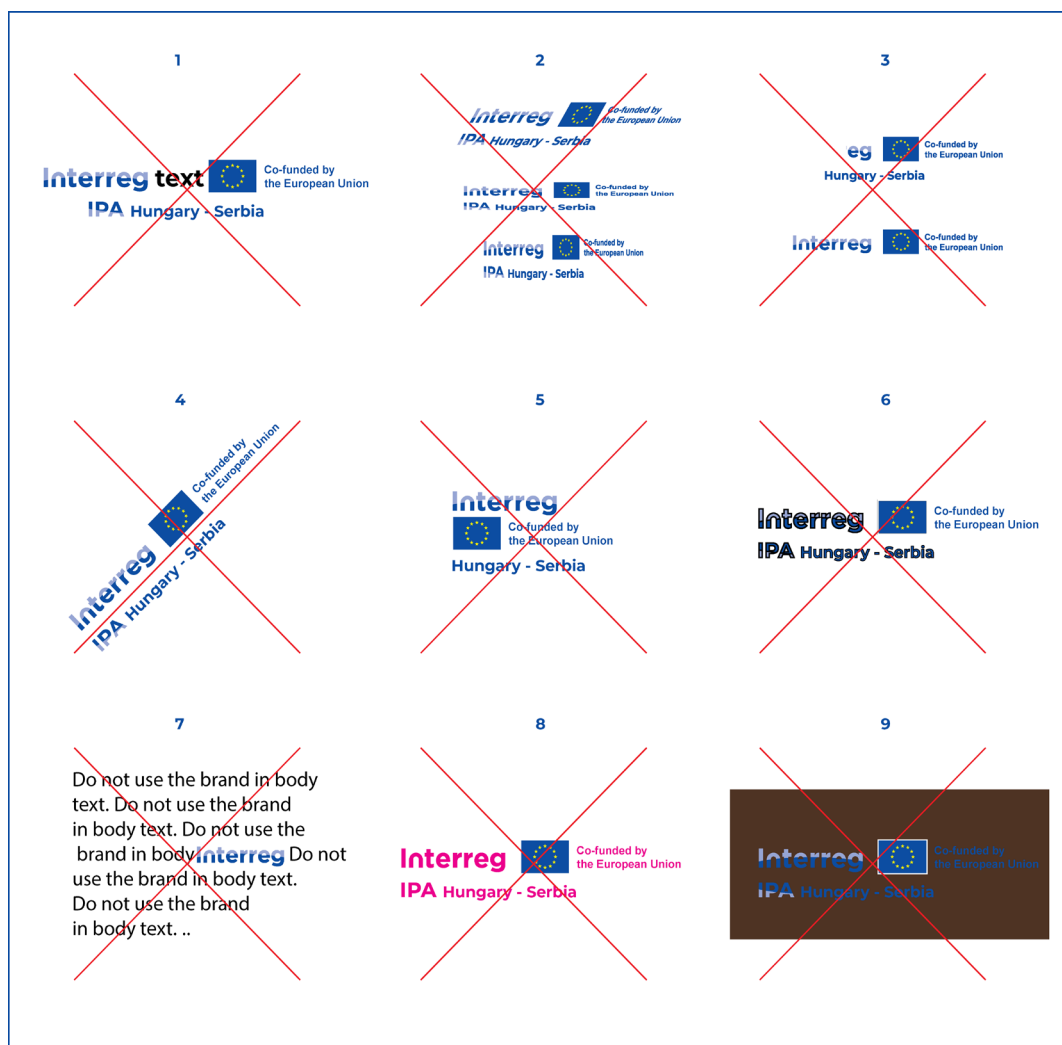 1
Interreg text Co-funded by
the European Union
IPA Hungary - Serbia
2
Interreg Co-funded by
the European Union
IPA Hungary - Serbia
Interreg Co-funded by
the European Union
IPA Hungary - Serbia
Interreg Co-funded by
the European Union
IPA Hungary - Serbia
3
eg Co-funded by
the European Union
Hungary - Serbia
Interreg Co-funded by
the European Union
4
Interreg Co-funded by
the European Union
IPA Hungary - Serbia
5
Interreg
Co-funded by
the European Union
Hungary - Serbia
6
Interreg Co-funded by
the European Union
IPA Hungary - Serbia
7
Do not use the brand in body
text. Do not use the brand
in body text. Do not use the
brand in body Interreg Do not
use the brand in body text.
Do not use the brand
in body text. ..
8
Interreg Co-funded by
the European Union
IPA Hungary - Serbia
9
Interreg Co-funded by
the European Union
IPA Hungary - Serbia